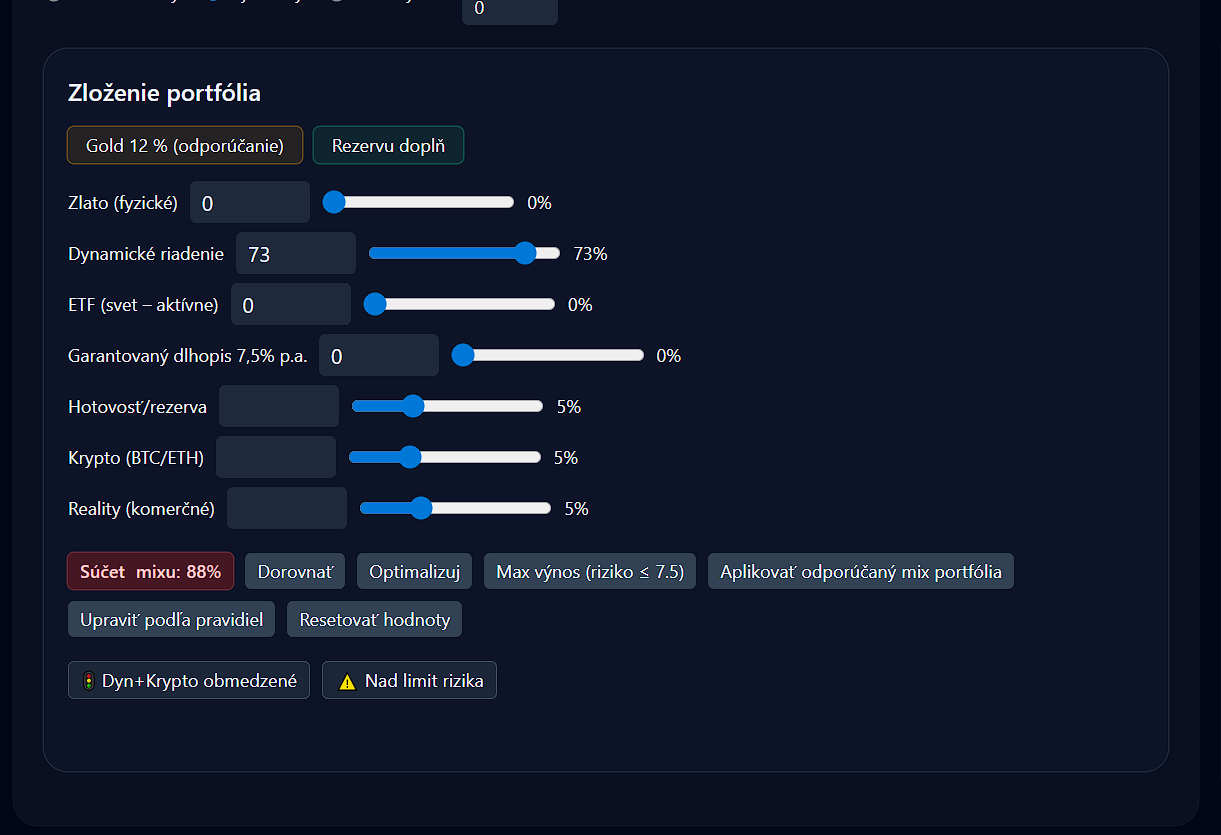 0
Zloženie portfólia
Gold 12 % (odporúčanie) Rezervu doplň
Zlato (fyzické) 0 0%
Dynamické riadenie 73 73%
ETF (svet – aktívne) 0 0%
Garantovaný dlhopis 7,5% p.a. 0 0%
Hotovosť/rezerva 5%
Krypto (BTC/ETH) 5%
Reality (komerčné) 5%
Súčet mixu: 88% Dorovnať Optimalizuj Max výnos (riziko ≤ 7.5) Aplikovať odporúčaný mix portfólia
Upraviť podľa pravidiel Resetovať hodnoty
Dyn+Krypto obmedzené Nad limit rizika